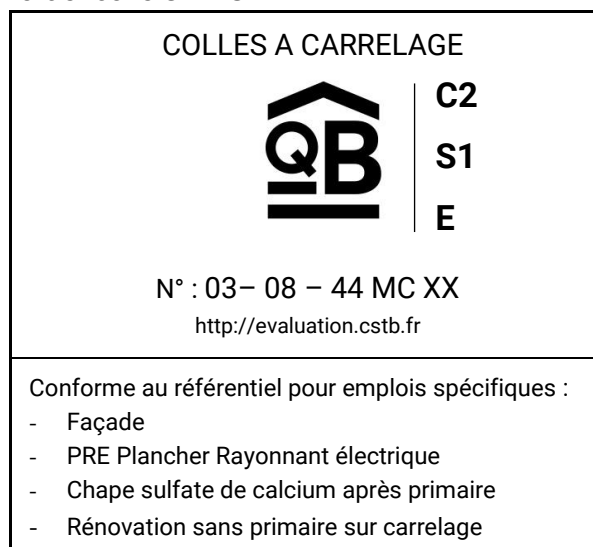 COLLES A CARRELAGE
QB
C2
S1
E
N° : 03– 08 – 44 MC XX
http://evaluation.cstb.fr
Conforme au référentiel pour emplois spécifiques :
- Façade
- PRE Plancher Rayonnant électrique
- Chape sulfate de calcium après primaire
- Rénovation sans primaire sur carrelage